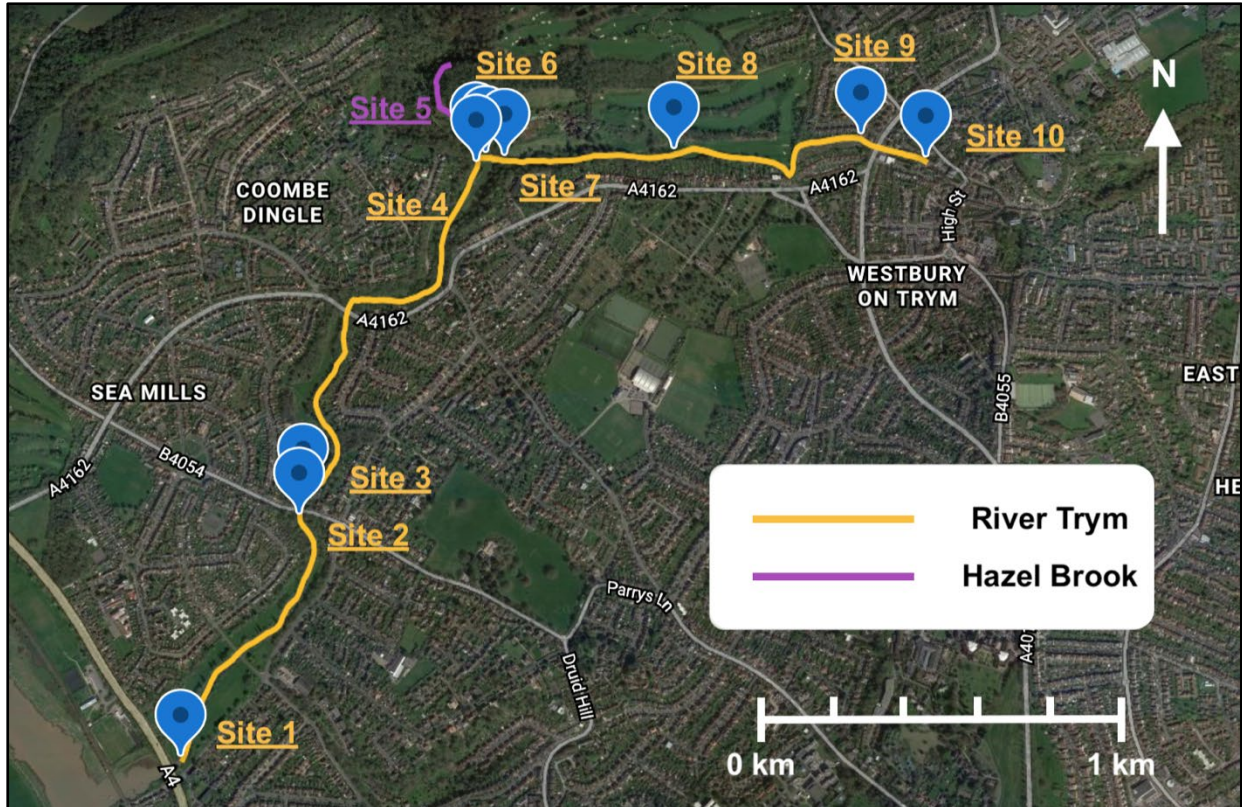 Site 6
Site 8
Site 9
N
Site 5
Site 10
COOMBE
DINGLE
Site 7
A4162
A4162
Site 4
High St
WESTBURY
ON TRYM
A4162
SEA MILLS
EAST
B4055
B4054
A4162
Site 3
HE
Site 2
River Trym
Hazel Brook
Parrys Ln
A401
Druid Hill
Site 1
A4
0 km
1 km